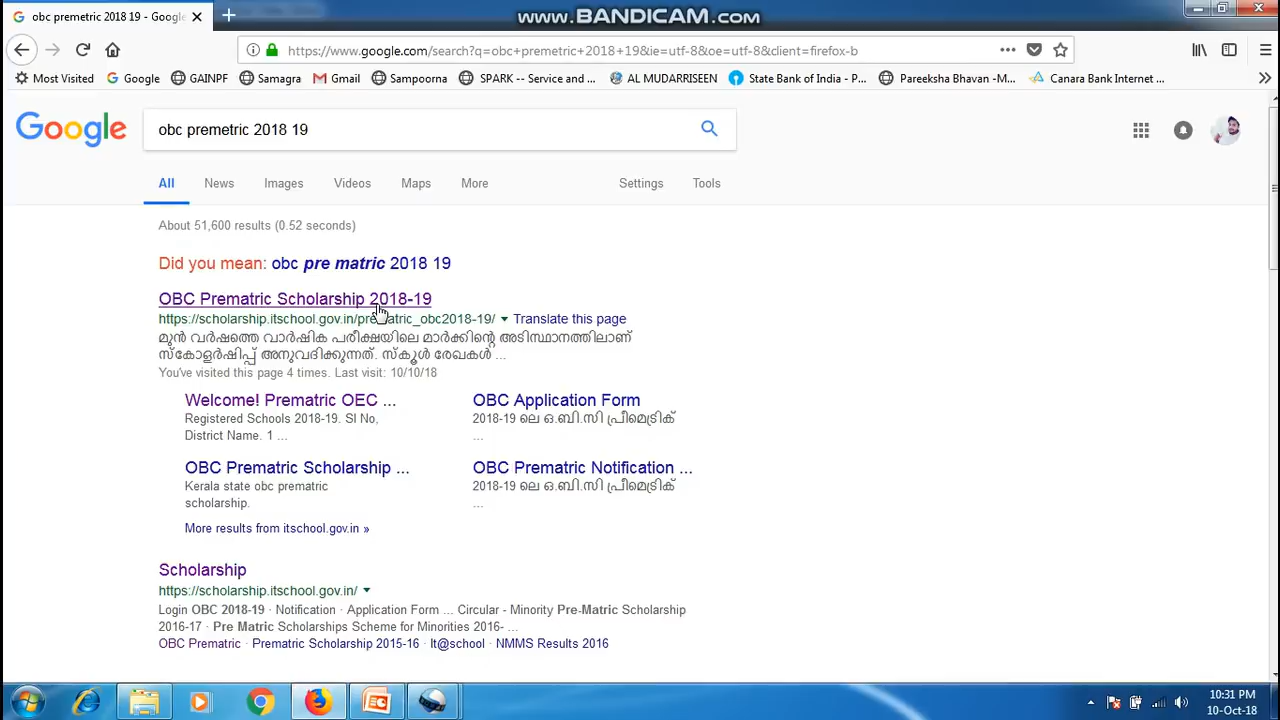 www.BANDICAM.com
obc premetric 2018 19 - Google
https://www.google.com/search?q=obc+premetric+2018+19&ie=utf-8&oe=utf-8&client=firefox-b
Most Visited Google GAINPF Samagra Gmail Sampoorna SPARK -- Service and ... AL MUDARRISEEN State Bank of India - P... Pareeksha Bhavan -M... Canara Bank Internet ...
Google obc premetric 2018 19
All News Images Videos Maps More Settings Tools
About 51,600 results (0.52 seconds)
Did you mean: obc pre matric 2018 19
OBC Prematric Scholarship 2018-19
https://scholarship.itschool.gov.in/prematric_obc2018-19/ Translate this page
മുൻ വർഷത്തെ വാർഷിക പരീക്ഷയിലെ മാർക്കിന്റെ അടിസ്ഥാനത്തിലാണ്
സ്കോളർഷിപ്പ് അനുവദിക്കുന്നത്. സ്കൂൾ രേഖകൾ ...
You've visited this page 4 times. Last visit: 10/10/18
Welcome! Prematric OEC ...
Registered Schools 2018-19. SI No,
District Name. 1 ...
OBC Application Form
2018-19 ലെ ഒ.ബി.സി പ്രീമെട്രിക്
...
OBC Prematric Scholarship ...
Kerala state obc prematric
scholarship.
OBC Prematric Notification ...
2018-19 ലെ ഒ.ബി.സി പ്രീമെട്രിക്
...
More results from itschool.gov.in »
Scholarship
https://scholarship.itschool.gov.in/
Login OBC 2018-19 · Notification · Application Form ... Circular - Minority Pre-Matric Scholarship
2016-17 · Pre Matric Scholarships Scheme for Minorities 2016- ...
OBC Prematric · Prematric Scholarship 2015-16 · It@school · NMMS Results 2016
10:31 PM
10-Oct-18